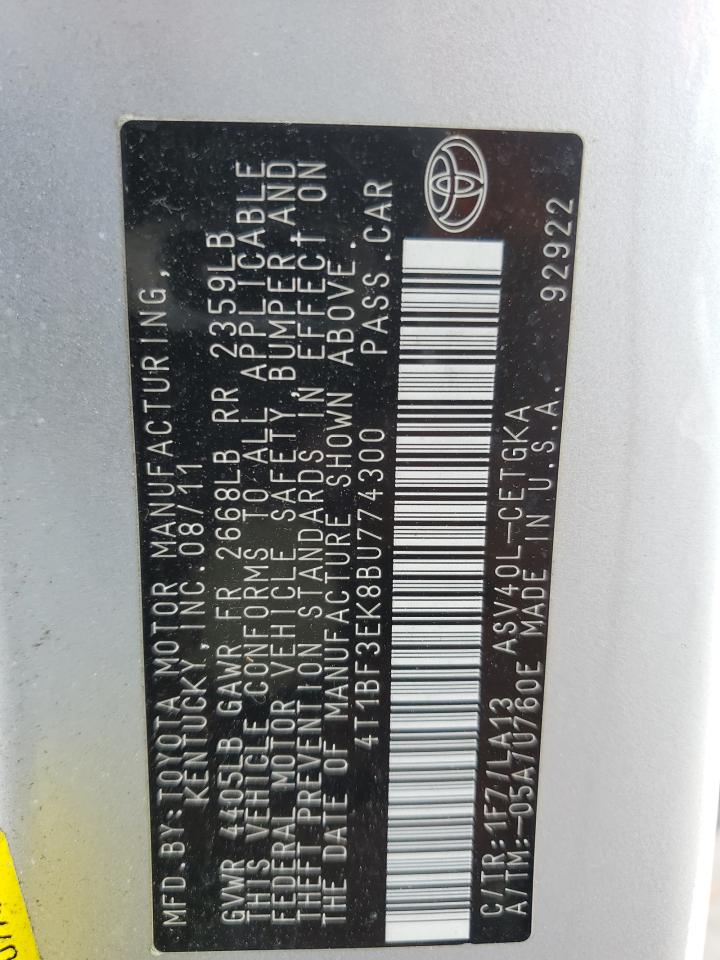 MFD.BY:TOYOTA MOTOR MANUFACTURING,
KENTUCKY,INC.08/11
GVWR 4405LB GAWR FR 2668LB RR 2359LB
THIS VEHICLE CONFORMS TO ALL APPLICABLE
FEDERAL MOTOR VEHICLE SAFETY, BUMPER AND
THEFT PREVENTION STANDARDS IN EFFECT ON
THE DATE OF MANUFACTURE SHOWN ABOVE.
4T1BF3EK8BU774300 PASS.CAR
C/TR:1F7/LA13 ASV40L-CETGKA
A/TM:-05A/U760E MADE IN U.S.A.
92922